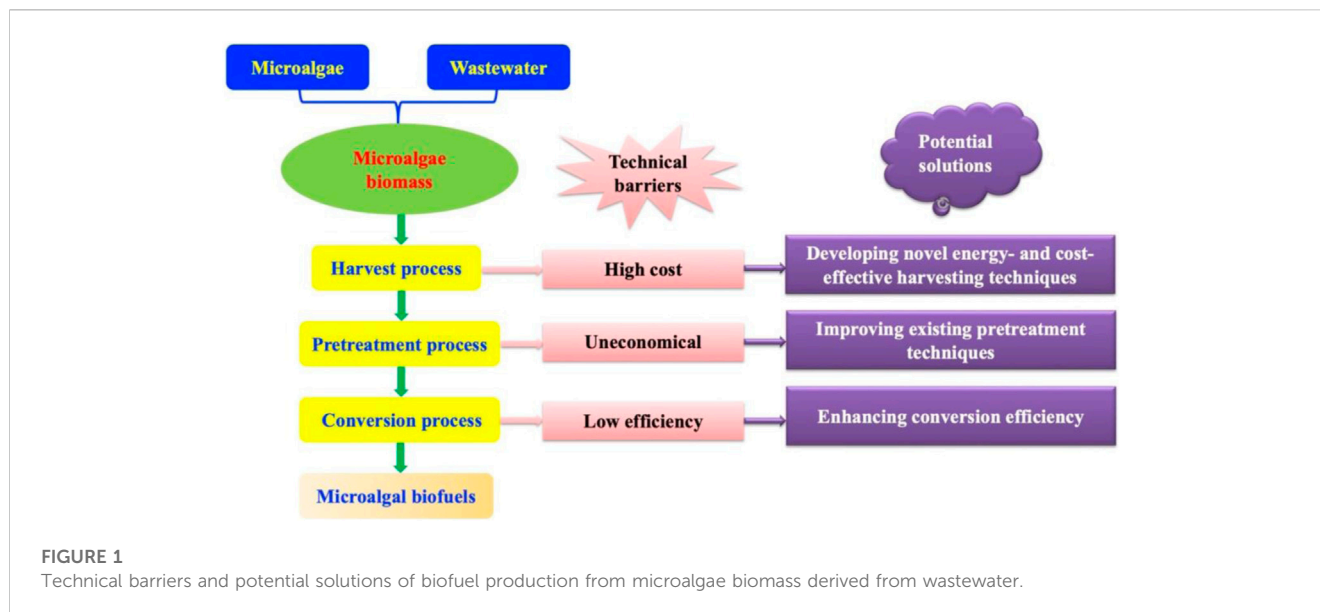 Microalgae
Wastewater
Microalgae
biomass
Technical
barriers
Potential
solutions
Harvest process
High cost
Developing novel energy- and cost-
effective harvesting techniques
Pretreatment process
Uneconomical
Improving existing pretreatment
techniques
Conversion process
Low efficiency
Enhancing conversion efficiency
Microalgal biofuels
FIGURE 1
Technical barriers and potential solutions of biofuel production from microalgae biomass derived from wastewater.